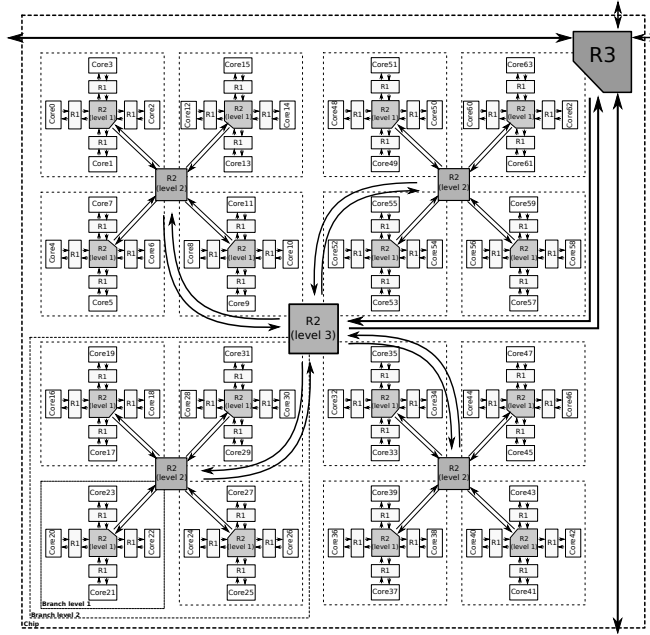 R3
Core3
R1
Core0
R1
R2
(level 1)
R1
Core2
R1
Core1
Core15
R1
Core12
R1
R2
(level 1)
R1
Core14
R1
Core13
Core51
R1
Core48
R1
R2
(level 1)
R1
Core50
R1
Core49
Core63
R1
Core60
R1
R2
(level 1)
R1
Core62
R1
Core61
R2
(level 2)
R2
(level 2)
Core7
R1
Core4
R1
R2
(level 1)
R1
Core6
R1
Core5
Core11
R1
Core8
R1
R2
(level 1)
R1
Core10
R1
Core9
Core55
R1
Core52
R1
R2
(level 1)
R1
Core54
R1
Core53
Core59
R1
Core56
R1
R2
(level 1)
R1
Core58
R1
Core57
R2
(level 3)
Core19
R1
Core16
R1
R2
(level 1)
R1
Core18
R1
Core17
Core31
R1
Core28
R1
R2
(level 1)
R1
Core30
R1
Core29
Core35
R1
Core32
R1
R2
(level 1)
R1
Core34
R1
Core33
Core47
R1
Core44
R1
R2
(level 1)
R1
Core46
R1
Core45
R2
(level 2)
R2
(level 2)
Core23
R1
Core20
R1
R2
(level 1)
R1
Core22
R1
Core21
Core27
R1
Core24
R1
R2
(level 1)
R1
Core26
R1
Core25
Core39
R1
Core36
R1
R2
(level 1)
R1
Core38
R1
Core37
Core43
R1
Core40
R1
R2
(level 1)
R1
Core42
R1
Core41
Branch level 1
Branch level 2
Chip